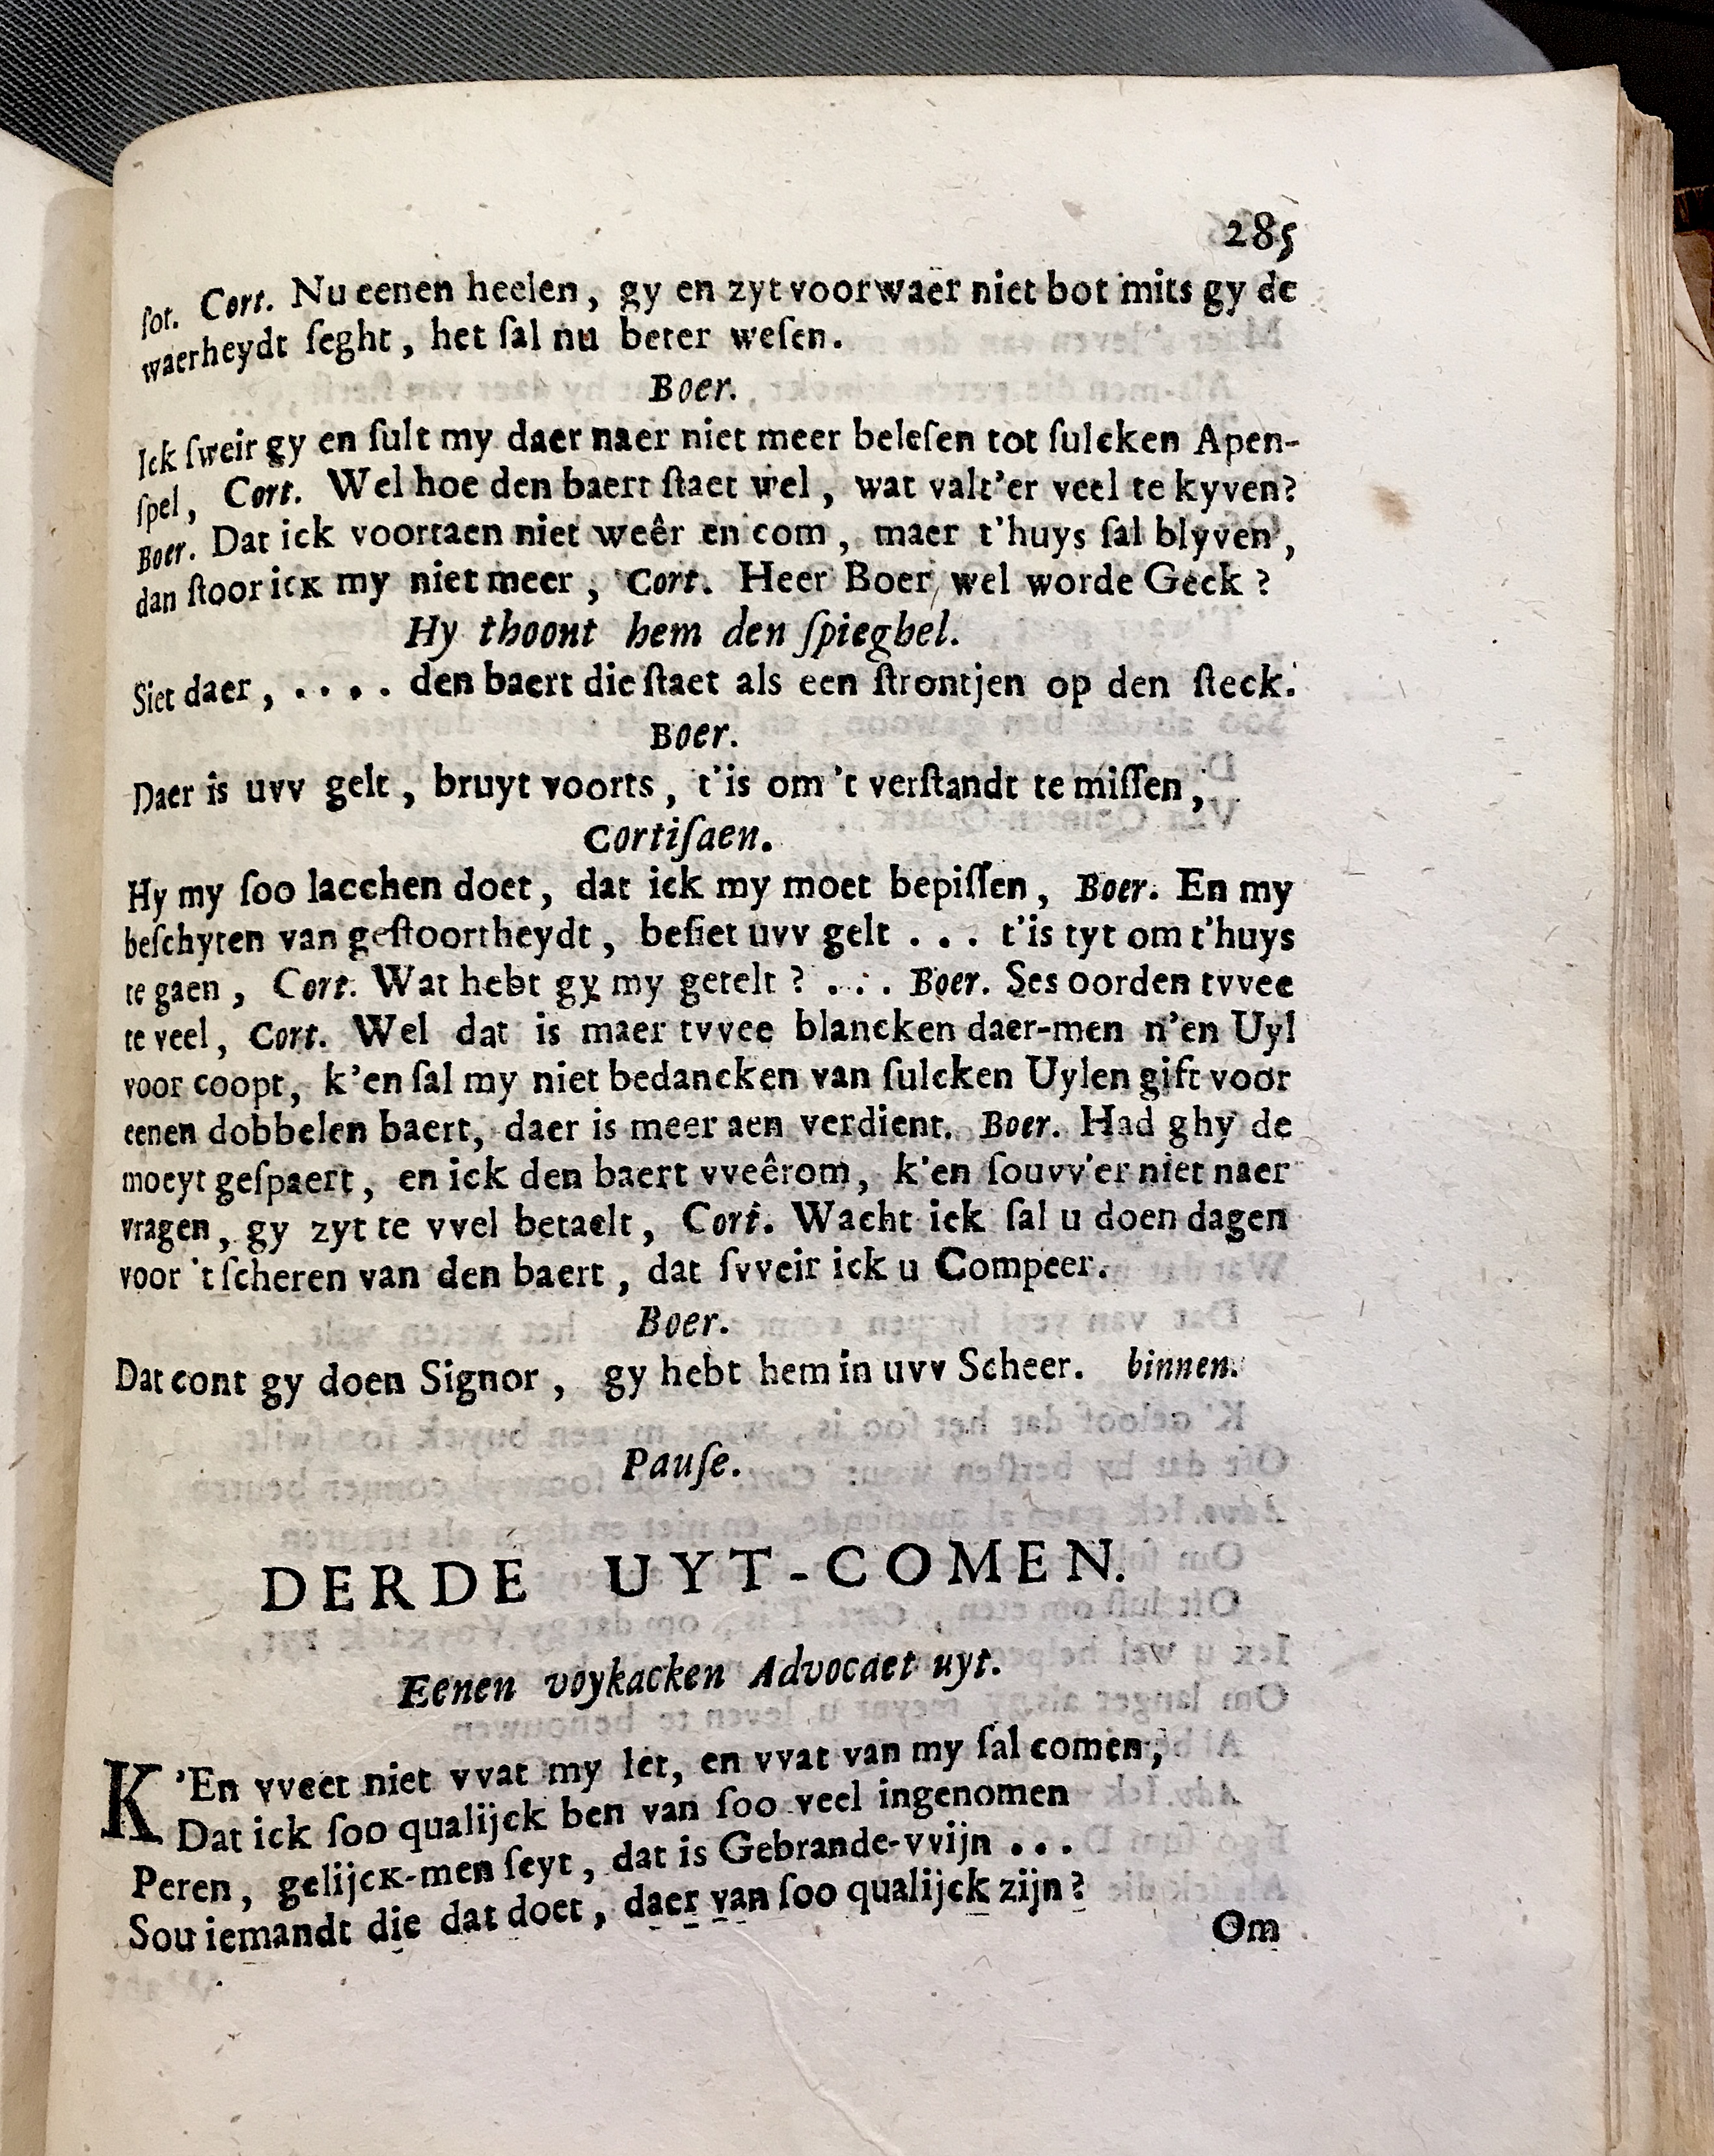 285
ſot. Cort. Nu eenen heelen, gy en zyt voorwaer niet bot mits gy de
waerheydt ſeght, het ſal nu beter weſen.
Boer.
Ick ſweir gy en ſult my daer naer niet meer beleſen tot ſulcken Apen-
ſpel, Cort. Wel hoe den baert ſtaet wel, wat valt'er veel te kyven?
Boer. Dat ick voortaen niet weêr en com, maer t'huys ſal blyven,
dan ſtoor ick my niet meer, Cort. Heer Boer, wel worde Geck?
Hy thoont hem den ſpieghel.
Siet daer, .... den baert die ſtaet als een ſtrontjen op den ſteck.
Boer.
Daer is uvv gelt, bruyt voorts, t'is om 't verſtandt te miſſen,
Cortiſaen.
Hy my ſoo lacchen doet, dat ick my moet bepiſſen, Boer. En my
beſchyten van geſtoortheydt, beſiet uvv gelt ... t'is tyt om t'huys
te gaen, Cort. Wat hebt gy my getelt? ... Boer. Ses oorden tvvee
te veel, Cort. Wel dat is maer tvvee blancken daer-men n'en Uyl
voor coopt, k'en ſal my niet bedancken van ſulcken Uylen gift voor
eenen dobbelen baert, daer is meer aen verdient. Boer. Had ghy de
moeyt geſpaert, en ick den baert vveêrom, k'en ſouvv'er niet naer
vragen, gy zyt te vvel betaelt, Cort. Wacht ick ſal u doen dagen
voor 't ſcheren van den baert, dat ſvveir ick u Compeer.
Boer.
Dat cont gy doen Signor, gy hebt hem in uvv Scheer. binnen.
Pauſe.
DERDE UYT-COMEN.
Eenen voykacken Advocaet uyt.
K'En vveet niet vvat my let, en vvat van my ſal comen,
Dat ick ſoo qualijck ben van ſoo veel ingenomen
Peren, gelijck-men ſeyt, dat is Gebrande-vvijn ...
Sou iemandt die dat doet, daer van ſoo qualijck zijn?
Om